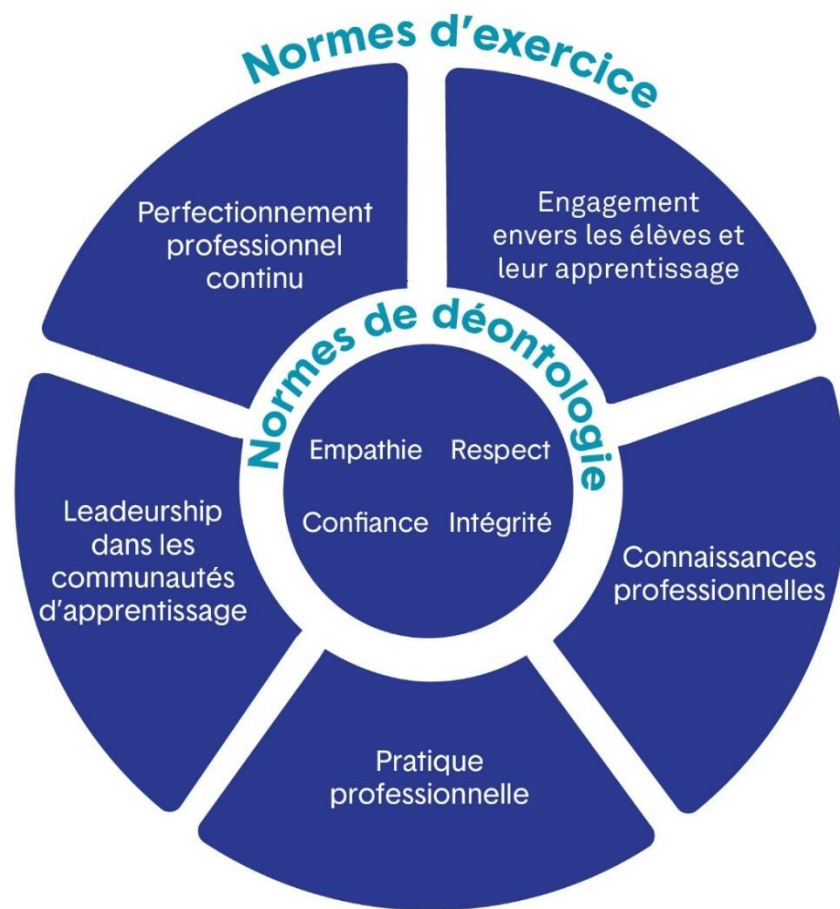 Normes d'exercice
Perfectionnement
professionnel
continu
Engagement
envers les élèves et
leur apprentissage
Normes de déontologie
Empathie Respect
Confiance Intégrité
Leadeurship
dans les
communautés
d'apprentissage
Connaissances
professionnelles
Pratique
professionnelle